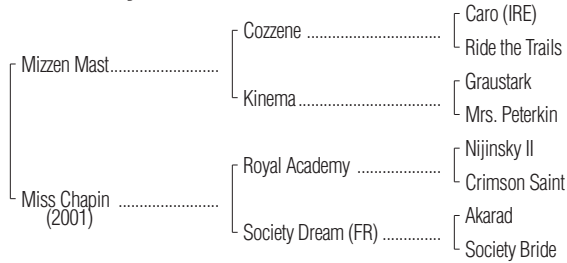 Caro (IRE)
Cozzene ..............................
Ride the Trails
Mizzen Mast........................
Graustark
Kinema................................
Mrs. Peterkin
Nijinsky II
Royal Academy ..................
Crimson Saint
Miss Chapin ......................
(2001)
Akarad
Society Dream (FR) .............
Society Bride